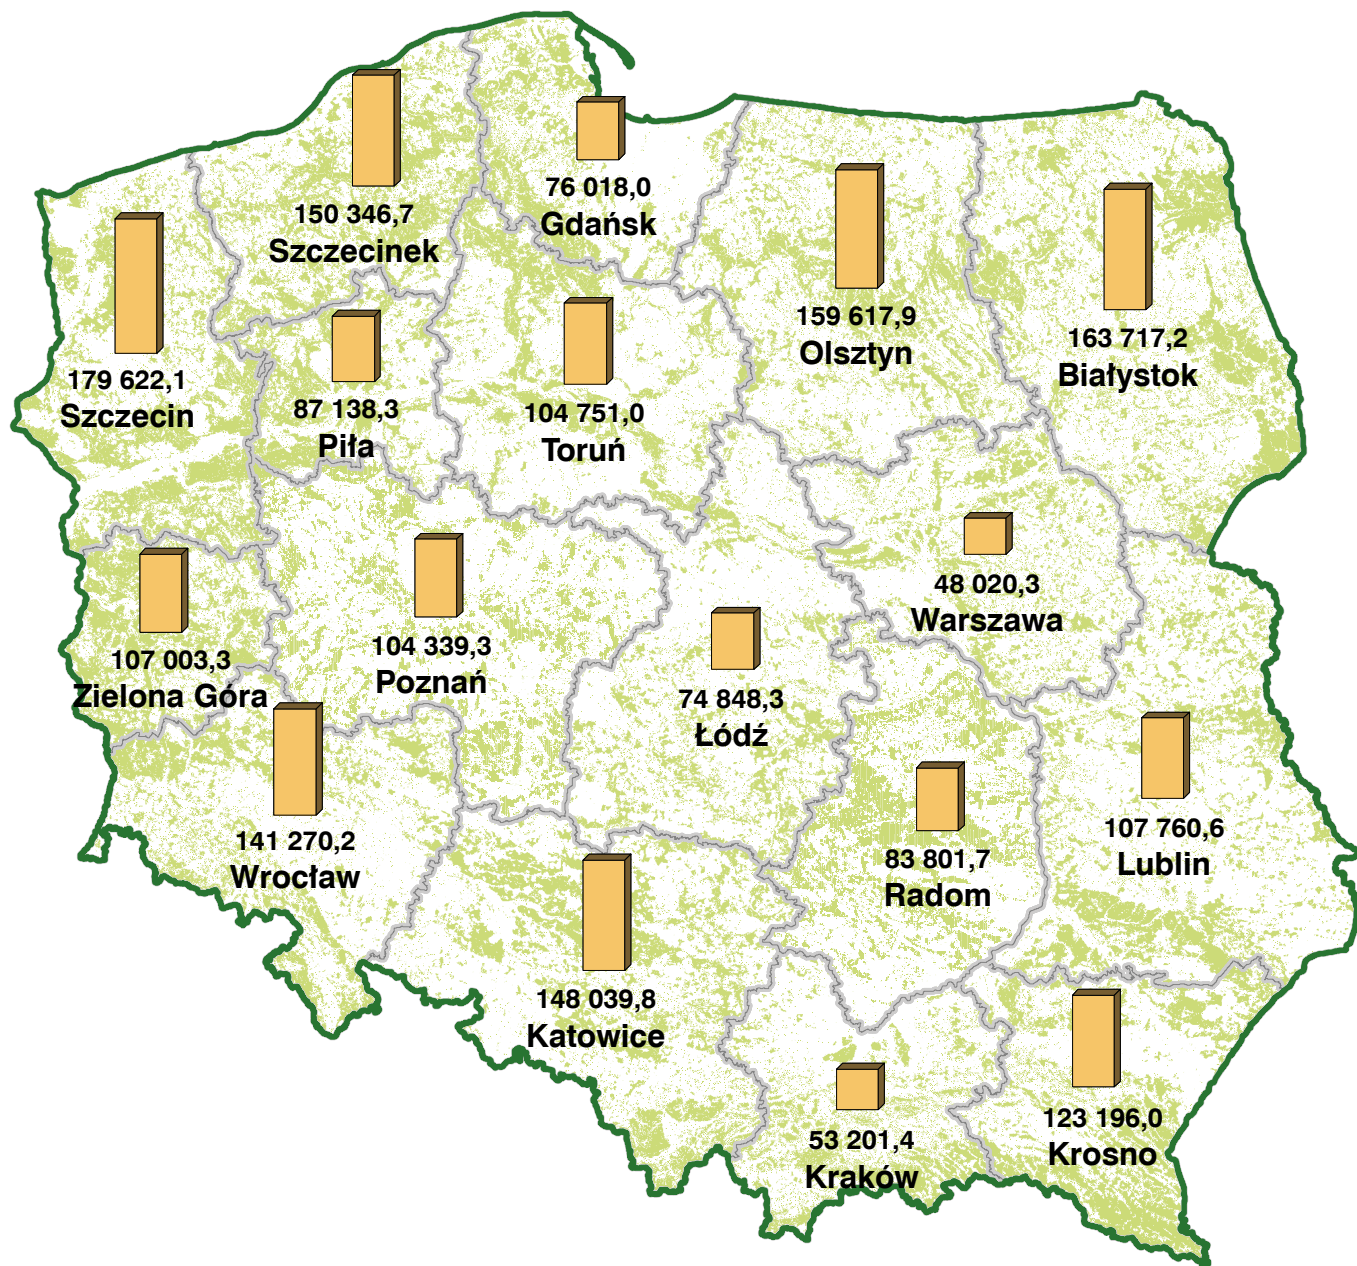 76 018,0
Gdańsk
150 346,7
Szczecinek
159 617,9
Olsztyn
163 717,2
Białystok
179 622,1
Szczecin
87 138,3
Piła
104 751,0
Toruń
48 020,3
Warszawa
104 339,3
Poznań
107 003,3
Zielona Góra
74 848,3
Łódź
107 760,6
Lublin
141 270,2
Wrocław
83 801,7
Radom
148 039,8
Katowice
123 196,0
Krosno
53 201,4
Kraków